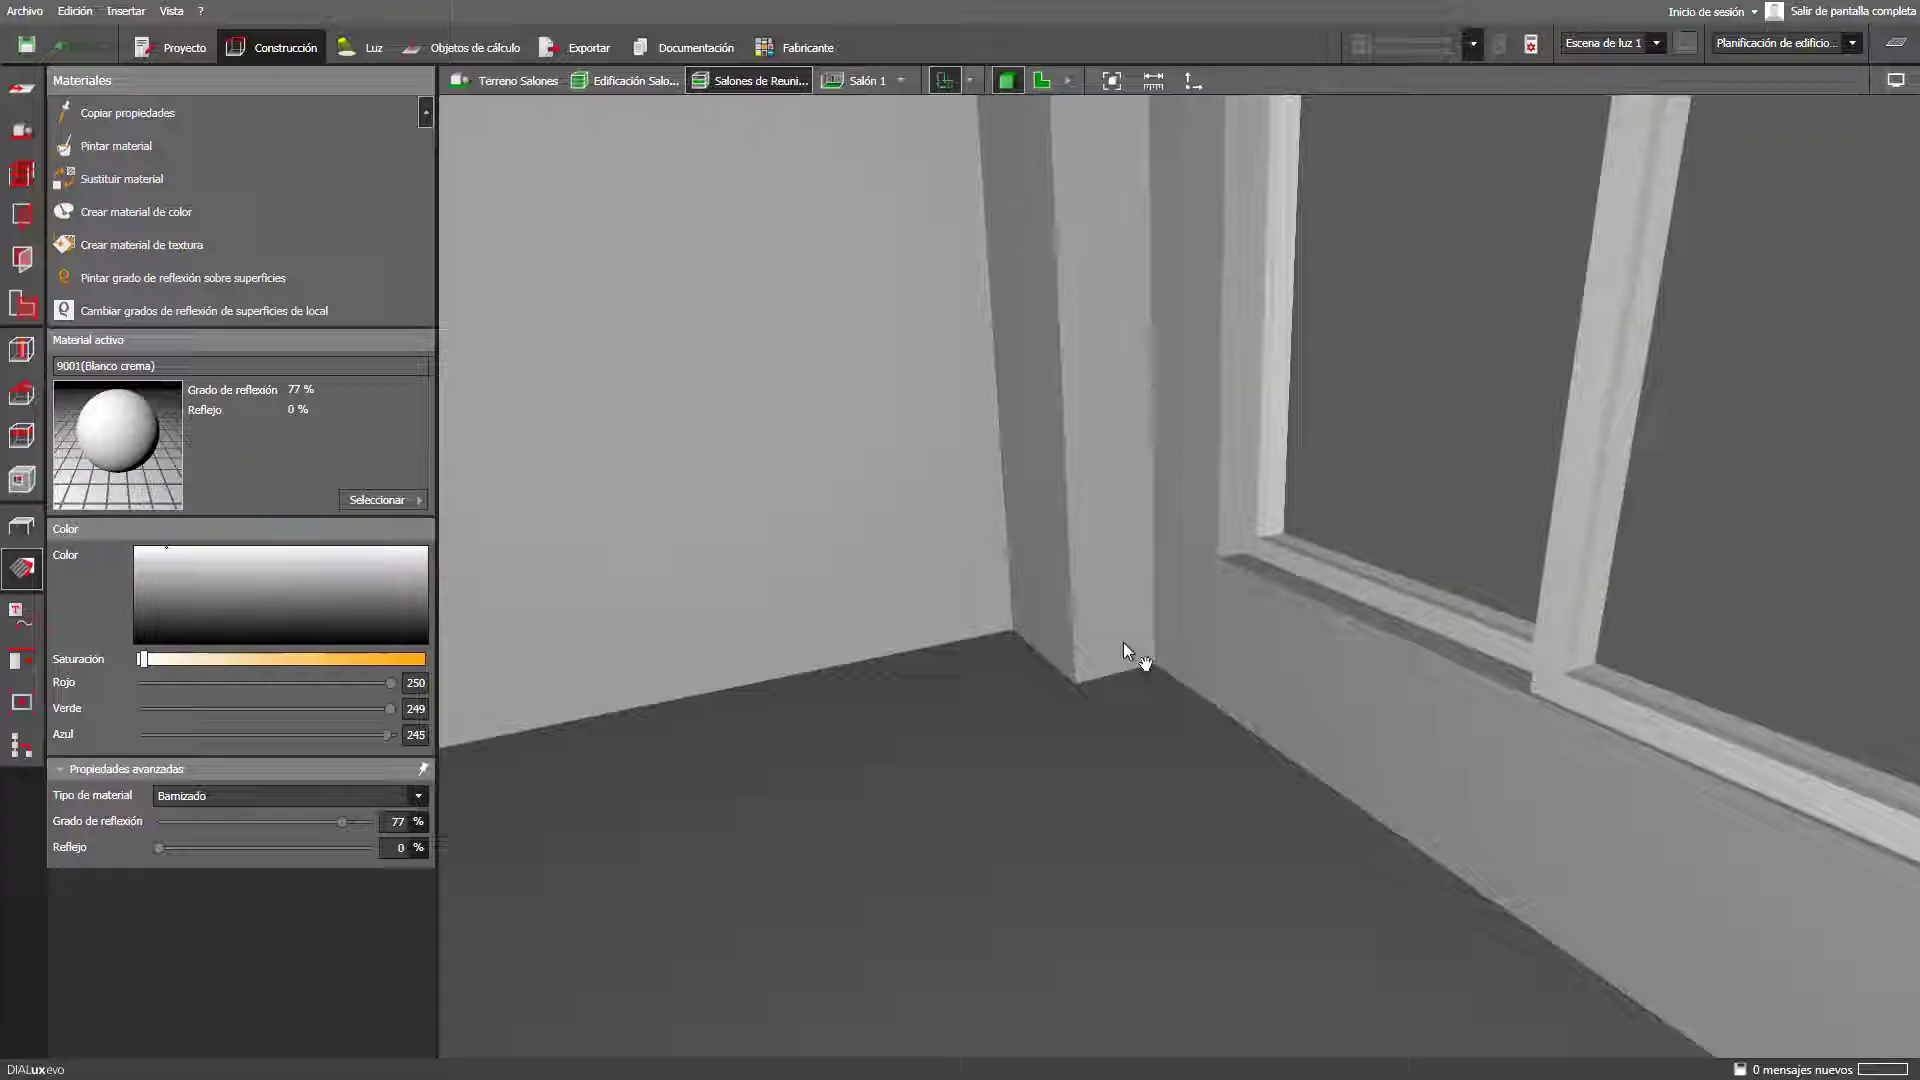 Archivo Edición Insertar Vista ?
Inicio de sesión Salir de pantalla completa
Proyecto Construcción Luz Objetos de cálculo Exportar Documentación Fabricante
Escena de luz 1 Planificación de edificio...
Materiales
Terreno Salones Edificación Salo... Salones de Reuni... Salón 1
Copiar propiedades
Pintar material
Sustituir material
Crear material de color
Crear material de textura
Pintar grado de reflexión sobre superficies
Cambiar grados de reflexión de superficies de local
Material activo
9001(Blanco crema)
Grado de reflexión 77 %
Reflejo 0 %
Seleccionar
Color
Color
Saturación
Rojo 250
Verde 249
Azul 245
Propiedades avanzadas
Tipo de material Barnizado
Grado de reflexión 77 %
Reflejo 0 %
DIALux evo
0 mensajes nuevos